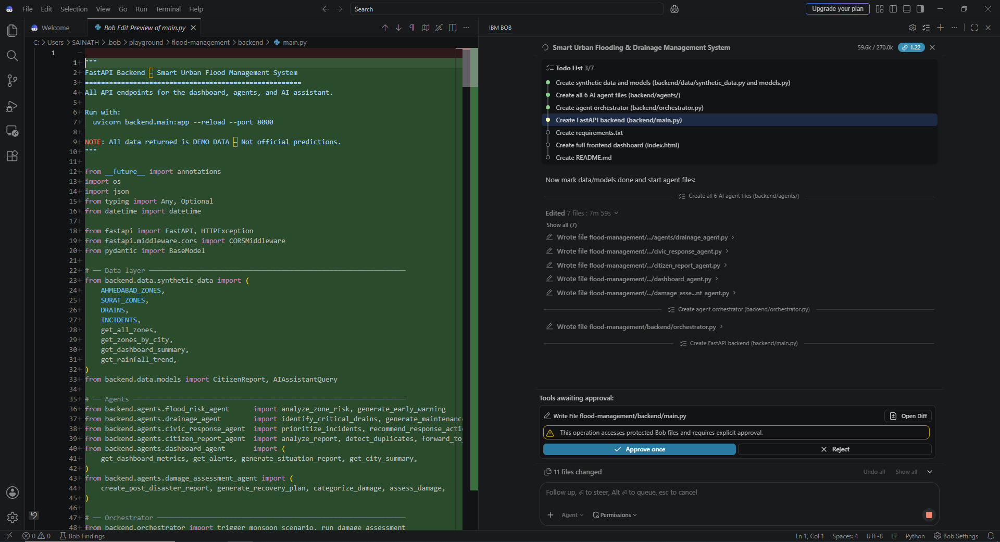 File Edit Selection View Go Run Terminal Help
Search
Upgrade your plan
Welcome
Bob Edit Preview of main.py
C: > Users > SAINATH > .bob > playground > flood-management > backend > main.py
1 −
1+ """
2+ FastAPI Backend – Smart Urban Flood Management System
3+ ======================================================
4+ All API endpoints for the dashboard, agents, and AI assistant.
5+
6+ Run with:
7+   uvicorn backend.main:app --reload --port 8000
8+
9+ NOTE: All data returned is DEMO DATA – Not official predictions.
10+ """
11+
12+ from __future__ import annotations
13+ import os
14+ import json
15+ from typing import Any, Optional
16+ from datetime import datetime
17+
18+ from fastapi import FastAPI, HTTPException
19+ from fastapi.middleware.cors import CORSMiddleware
20+ from pydantic import BaseModel
21+
22+ # ── Data layer ────────────────────────────────
23+ from backend.data.synthetic_data import (
24+     AHMEDABAD_ZONES,
25+     SURAT_ZONES,
26+     DRAINS,
27+     INCIDENTS,
28+     get_all_zones,
29+     get_zones_by_city,
30+     get_dashboard_summary,
31+     get_rainfall_trend,
32+ )
33+ from backend.data.models import CitizenReport, AIAssistantQuery
34+
35+ # ── Agents ────────────────────────────────
36+ from backend.agents.flood_risk_agent      import analyze_zone_risk, generate_early_warning
37+ from backend.agents.drainage_agent        import identify_critical_drains, generate_maintenance
38+ from backend.agents.civic_response_agent  import prioritize_incidents, recommend_response_acti
39+ from backend.agents.citizen_report_agent  import analyze_report, detect_duplicates, forward_to_
40+ from backend.agents.dashboard_agent       import (
41+     get_dashboard_metrics, get_alerts, generate_situation_report, get_city_summary,
42+ )
43+ from backend.agents.damage_assessment_agent import (
44+     create_post_disaster_report, generate_recovery_plan, categorize_damage, assess_damage,
45+ )
46+
47+ # ── Orchestrator ────────────────────────────────
48+ from backend.orchestrator import trigger_monsoon_scenario, run_damage_assessment
IBM BOB
Smart Urban Flooding & Drainage Management System
59.6k / 270.0k 1.22
Todo List 3/7
Create synthetic data and models (backend/data/synthetic_data.py and models.py)
Create all 6 AI agent files (backend/agents/)
Create agent orchestrator (backend/orchestrator.py)
Create FastAPI backend (backend/main.py)
Create requirements.txt
Create full frontend dashboard (index.html)
Create README.md
Now mark data/models done and start agent files:
Create all 6 AI agent files (backend/agents/)
Edited 7 files : 7m 59s
Show all (7)
Wrote file flood-management/.../agents/drainage_agent.py >
Wrote file flood-management/.../civic_response_agent.py >
Wrote file flood-management/.../citizen_report_agent.py >
Wrote file flood-management/.../dashboard_agent.py >
Wrote file flood-management/.../damage_asse...nt_agent.py >
Create agent orchestrator (backend/orchestrator.py)
Wrote file flood-management/backend/orchestrator.py >
Create FastAPI backend (backend/main.py)
Tools awaiting approval:
Write File flood-management/backend/main.py
Open Diff
This operation accesses protected Bob files and requires explicit approval.
Approve once
Reject
11 files changed
Undo all Show all
Follow up, ⏎ to steer, Alt ⏎ to queue, esc to cancel
Agent Permissions
0 0 Bob Findings
Ln 1, Col 1 Spaces: 4 UTF-8 LF Python Bob Settings